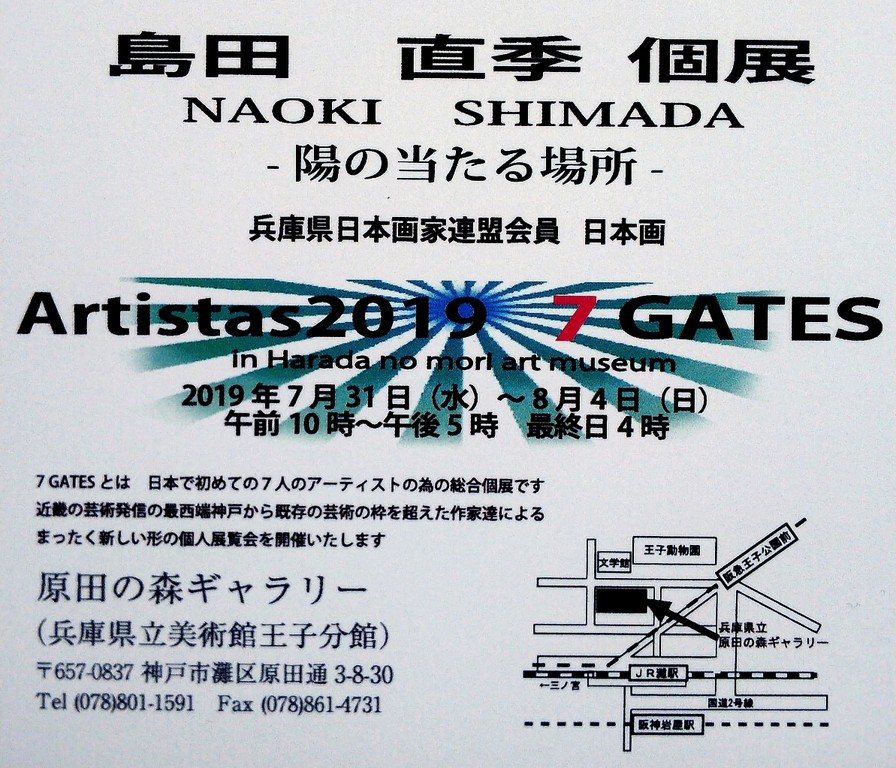 島田 直季 個展
NAOKI SHIMADA
- 陽の当たる場所 -
兵庫県日本画家連盟会員 日本画
Artistas2019 7 GATES
in Harada no mori art museum
2019 年 7 月 31 日（水）～ 8 月 4 日（日）
午前 10 時～午後 5 時 最終日 4 時
7 GATES とは 日本で初めての７人のアーティストの為の総合個展です
近畿の芸術発信の最西端神戸から既存の芸術の枠を超えた作家達による
まったく新しい形の個人展覧会を開催いたします
原田の森ギャラリー
（兵庫県立美術館王子分館）
〒657-0837 神戸市灘区原田通 3-8-30
Tel (078)801-1591 Fax (078)861-4731
王子動物園
文学館
阪急王子公園前
兵庫県立
原田の森ギャラリー
ＪＲ灘駅
←三ノ宮
国道2号線
阪神岩屋駅